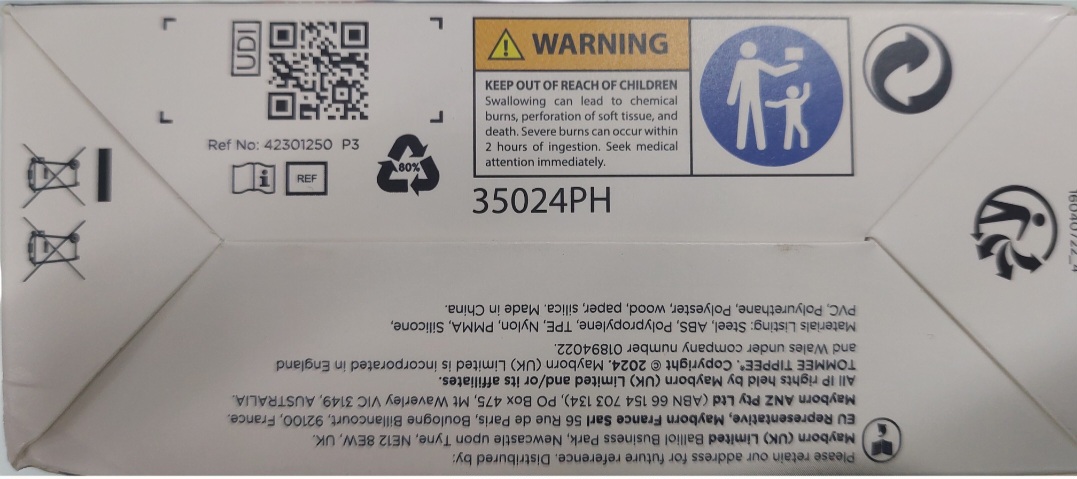 UDI
Ref No: 42301250 P3
REF
80%
WARNING
KEEP OUT OF REACH OF CHILDREN
Swallowing can lead to chemical
burns, perforation of soft tissue, and
death. Severe burns can occur within
2 hours of ingestion. Seek medical
attention immediately.
35024PH
16040722_4
Please retain our address for future reference. Distributed by:
Mayborn (UK) Limited Balliol Business Park, Newcastle upon Tyne, NE12 8EW. UK.
EU Representative, Mayborn France Sarl 56 Rue de Paris, Boulogne Billancourt, 92100, France.
Mayborn ANZ Pty Ltd (ABN 66 154 703 134), PO Box 475, Mt Waverley VIC 3149, AUSTRALIA.
All IP rights held by Mayborn (UK) Limited and/or its affiliates.
TOMMEE TIPPEE®. Copyright © 2024. Mayborn (UK) Limited is incorporated in England
and Wales under company number 01894022.
Materials Listing: Steel, ABS, Polypropylene, TPE, Nylon, PMMA, Silicone,
PVC, Polyurethane, Polyester, wood, paper, silica. Made in China.